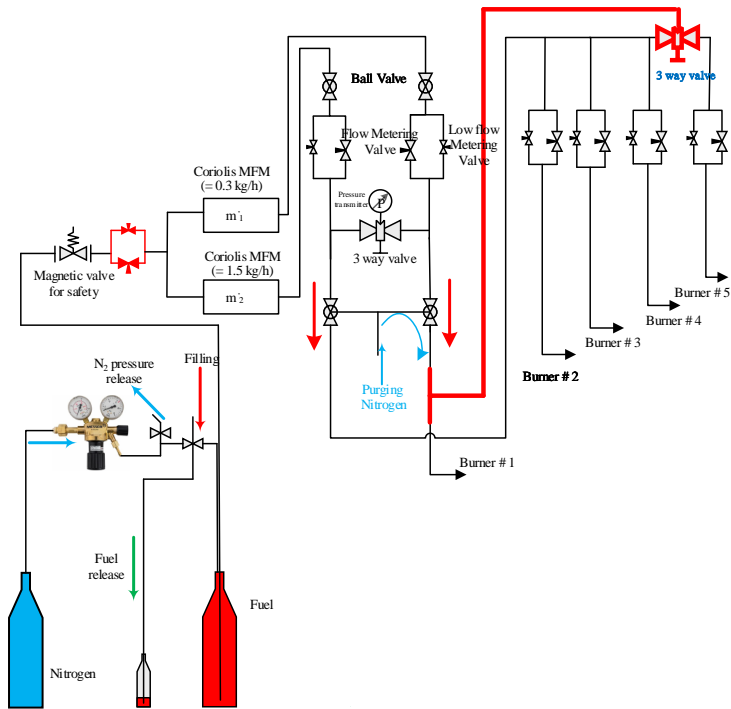 3 way valve
Ball Valve
Flow Metering
Valve
Low flow
Metering
Valve
Coriolis MFM
(= 0.3 kg/h)
ṁ1
Pressure
transmitter
P
3 way valve
Coriolis MFM
(= 1.5 kg/h)
ṁ2
Magnetic valve
for safety
Burner # 5
Burner # 4
Burner # 3
Burner # 2
N2 pressure
release
Filling
Purging
Nitrogen
Burner # 1
Fuel
release
Fuel
Nitrogen